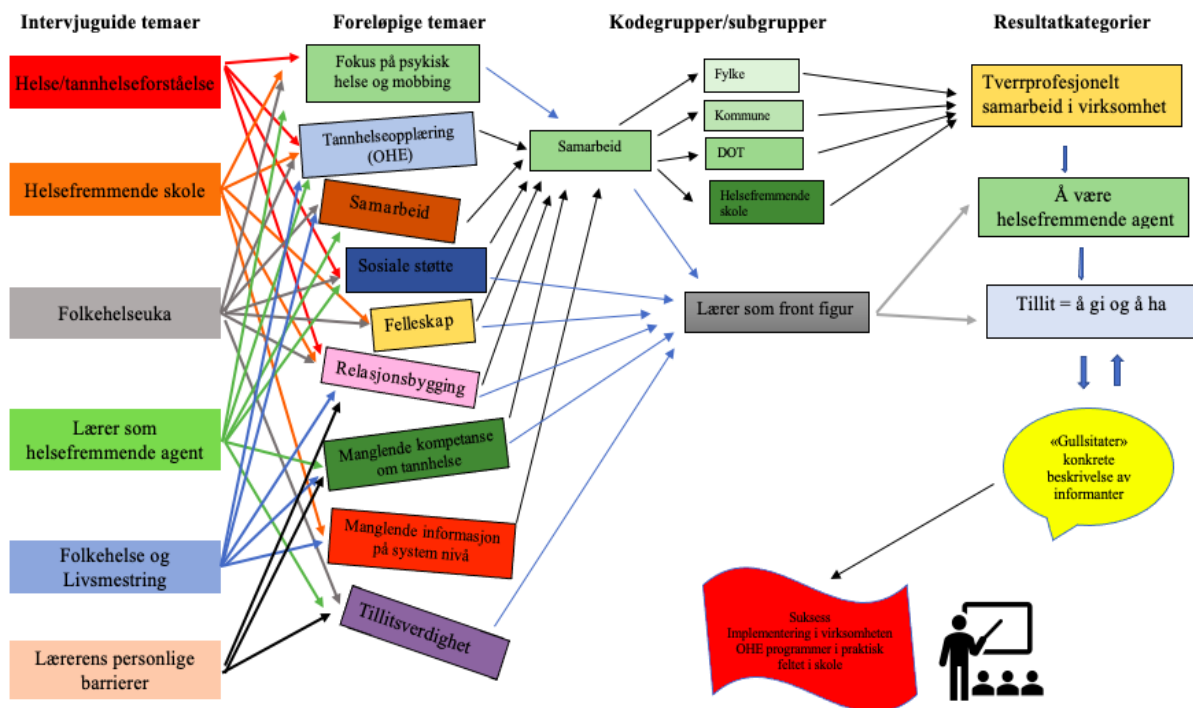 Intervjuguide temaer
Foreløpige temaer
Kodegrupper/subgrupper
Resultatkategorier
Helse/tannhelseforståelse
Helsefremmende skole
Folkehelseuka
Lærer som
helsefremmende agent
Folkehelse og
Livsmestring
Lærerens personlige
barrierer
Fokus på psykisk
helse og mobbing
Tannhelseopplæring
(OHE)
Samarbeid
Sosiale støtte
Felleskap
Relasjonsbygging
Manglende kompetanse
om tannhelse
Manglende informasjon
på system nivå
Tillitsverdighet
Samarbeid
Fylke
Kommune
DOT
Helsefremmende
skole
Lærer som front figur
Tverrprofesjonelt
samarbeid i virksomhet
Å være
helsefremmende agent
Tillit = å gi og å ha
«Gullsitater»
konkrete
beskrivelse av
informanter
Suksess
Implementering i virksomheten
OHE programmer i praktisk
feltet i skole